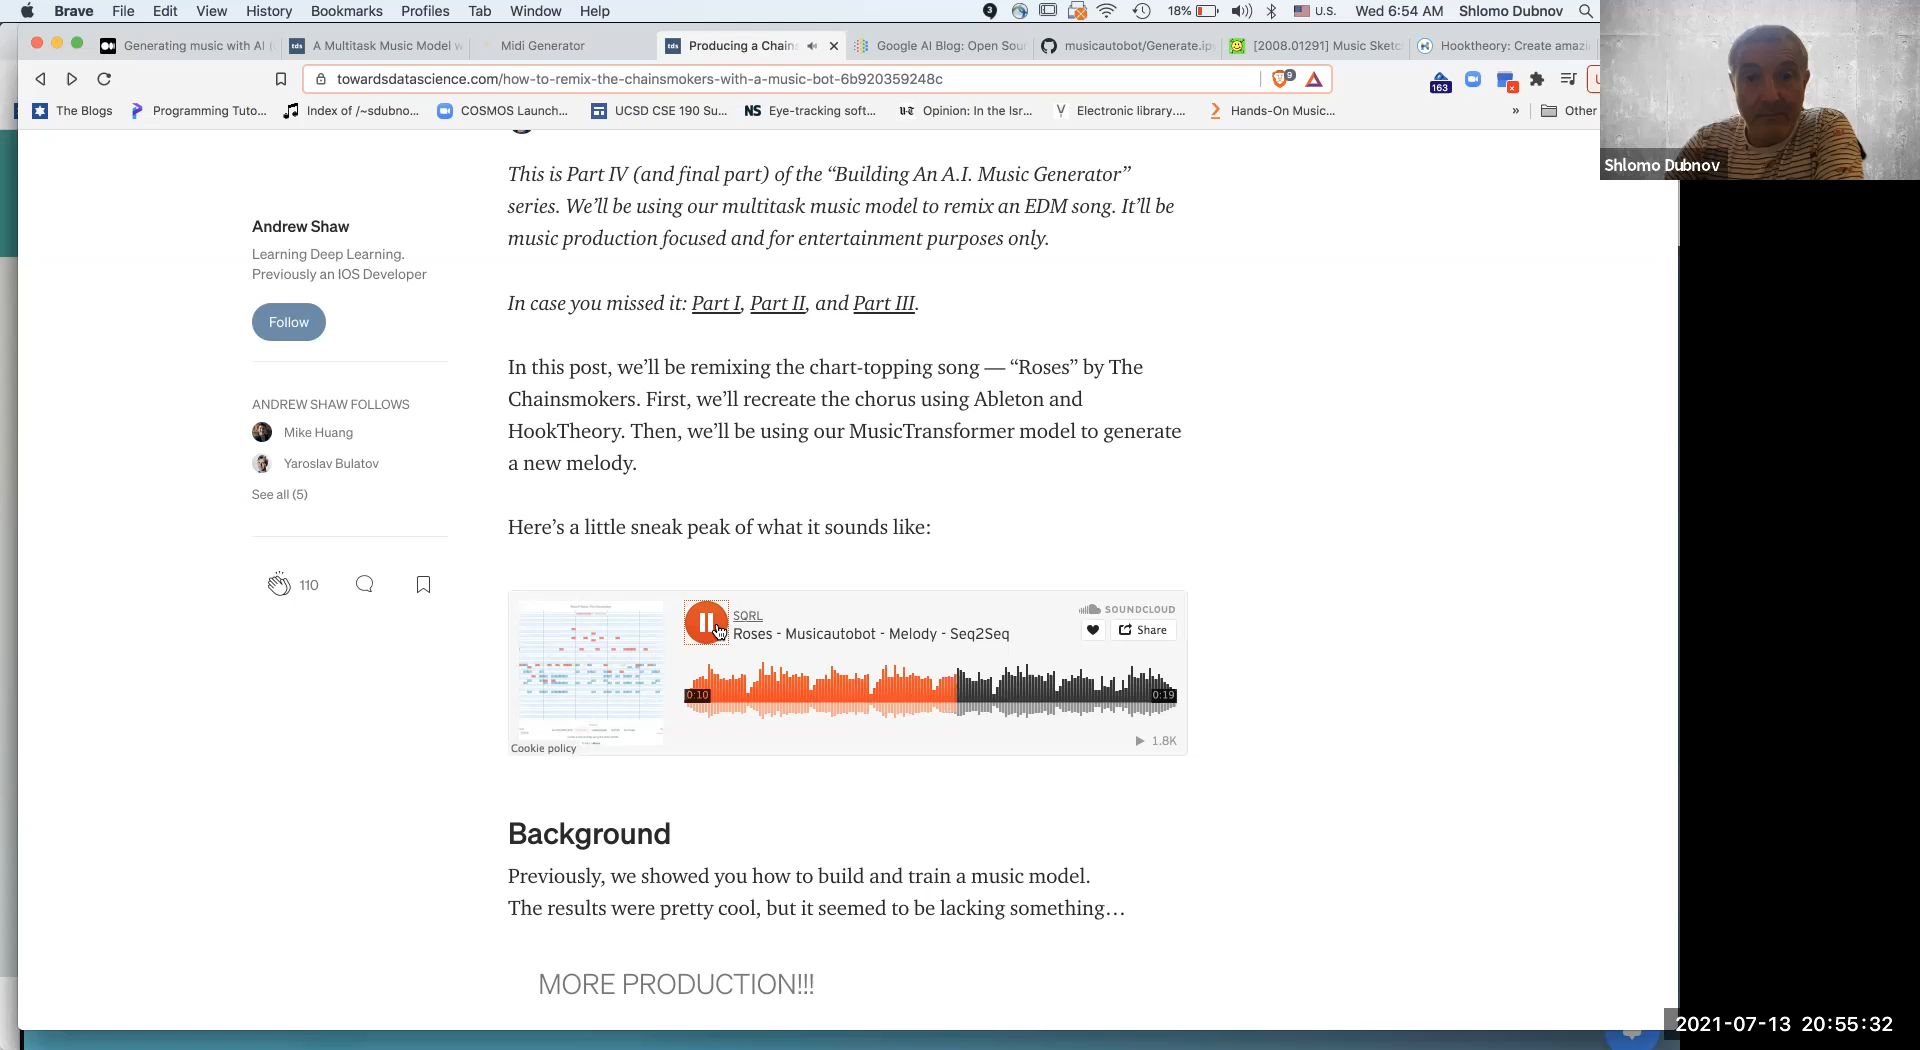 Brave File Edit View History Bookmarks Profiles Tab Window Help
3 18% U.S. Wed 6:54 AM Shlomo Dubnov
Generating music with AI
tds A Multitask Music Model w
Midi Generator
tds Producing a Chain
Google AI Blog: Open Sour
musicautobot/Generate.ip
[2008.01291] Music Sketc
Hooktheory: Create amazi
towardsdatascience.com/how-to-remix-the-chainsmokers-with-a-music-bot-6b920359248c
9
163
The Blogs
Programming Tuto...
Index of /~sdubno...
COSMOS Launch...
UCSD CSE 190 Su...
NS Eye-tracking soft...
Opinion: In the Isr...
Electronic library....
Hands-On Music...
» Other
Shlomo Dubnov
This is Part IV (and final part) of the “Building An A.I. Music Generator”
series. We’ll be using our multitask music model to remix an EDM song. It’ll be
music production focused and for entertainment purposes only.
In case you missed it: Part I, Part II, and Part III.
Andrew Shaw
Learning Deep Learning.
Previously an IOS Developer
Follow
ANDREW SHAW FOLLOWS
Mike Huang
Yaroslav Bulatov
See all (5)
110
In this post, we’ll be remixing the chart-topping song — “Roses” by The
Chainsmokers. First, we’ll recreate the chorus using Ableton and
HookTheory. Then, we’ll be using our MusicTransformer model to generate
a new melody.
Here’s a little sneak peak of what it sounds like:
SQRL
Roses - Musicautobot - Melody - Seq2Seq
SOUNDCLOUD
Share
0:10
0:19
Cookie policy
1.8K
Background
Previously, we showed you how to build and train a music model.
The results were pretty cool, but it seemed to be lacking something…
MORE PRODUCTION!!!
2021-07-13 20:55:32